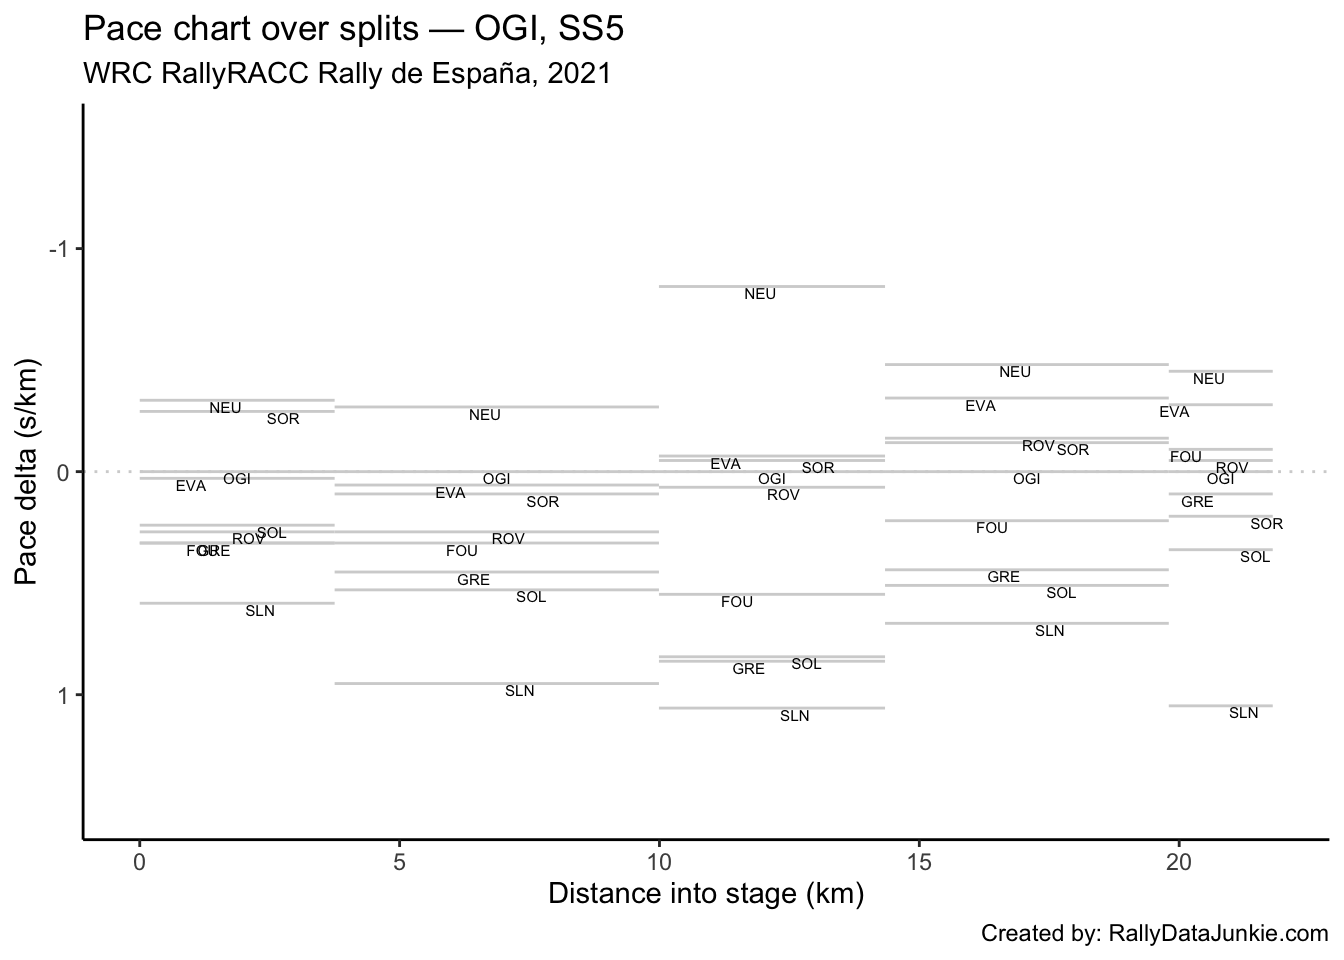 Pace chart over splits — OGI, SS5
WRC RallyRACC Rally de España, 2021
Pace delta (s/km)
-1
0
1
NEU
SOR
OGI
EVA
SOL
ROV
FOU
GRE
SLN
NEU
OGI
EVA
SOR
ROV
FOU
GRE
SOL
SLN
NEU
EVA
SOR
OGI
ROV
FOU
SOL
GRE
SLN
NEU
EVA
ROV
SOR
OGI
FOU
GRE
SOL
SLN
NEU
EVA
FOU
ROV
OGI
GRE
SOR
SOL
SLN
0 5 10 15 20
Distance into stage (km)
Created by: RallyDataJunkie.com